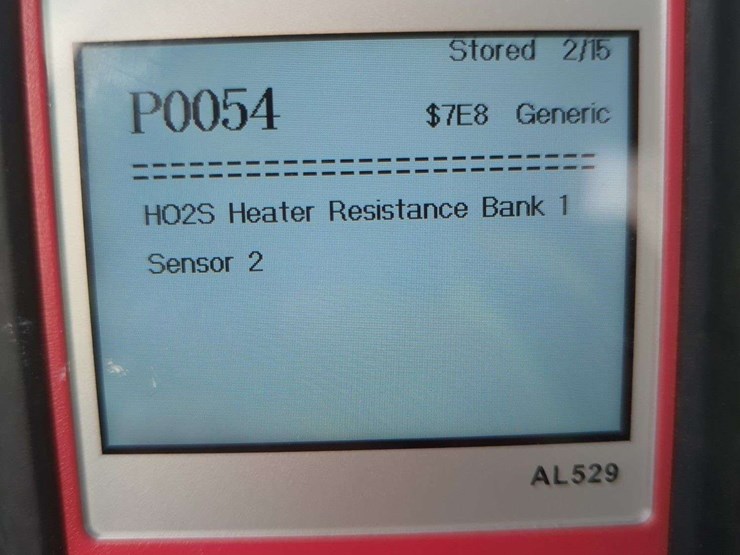 Stored 2/15
P0054 $7E8 Generic
==============================
HO2S Heater Resistance Bank 1
Sensor 2
AL529